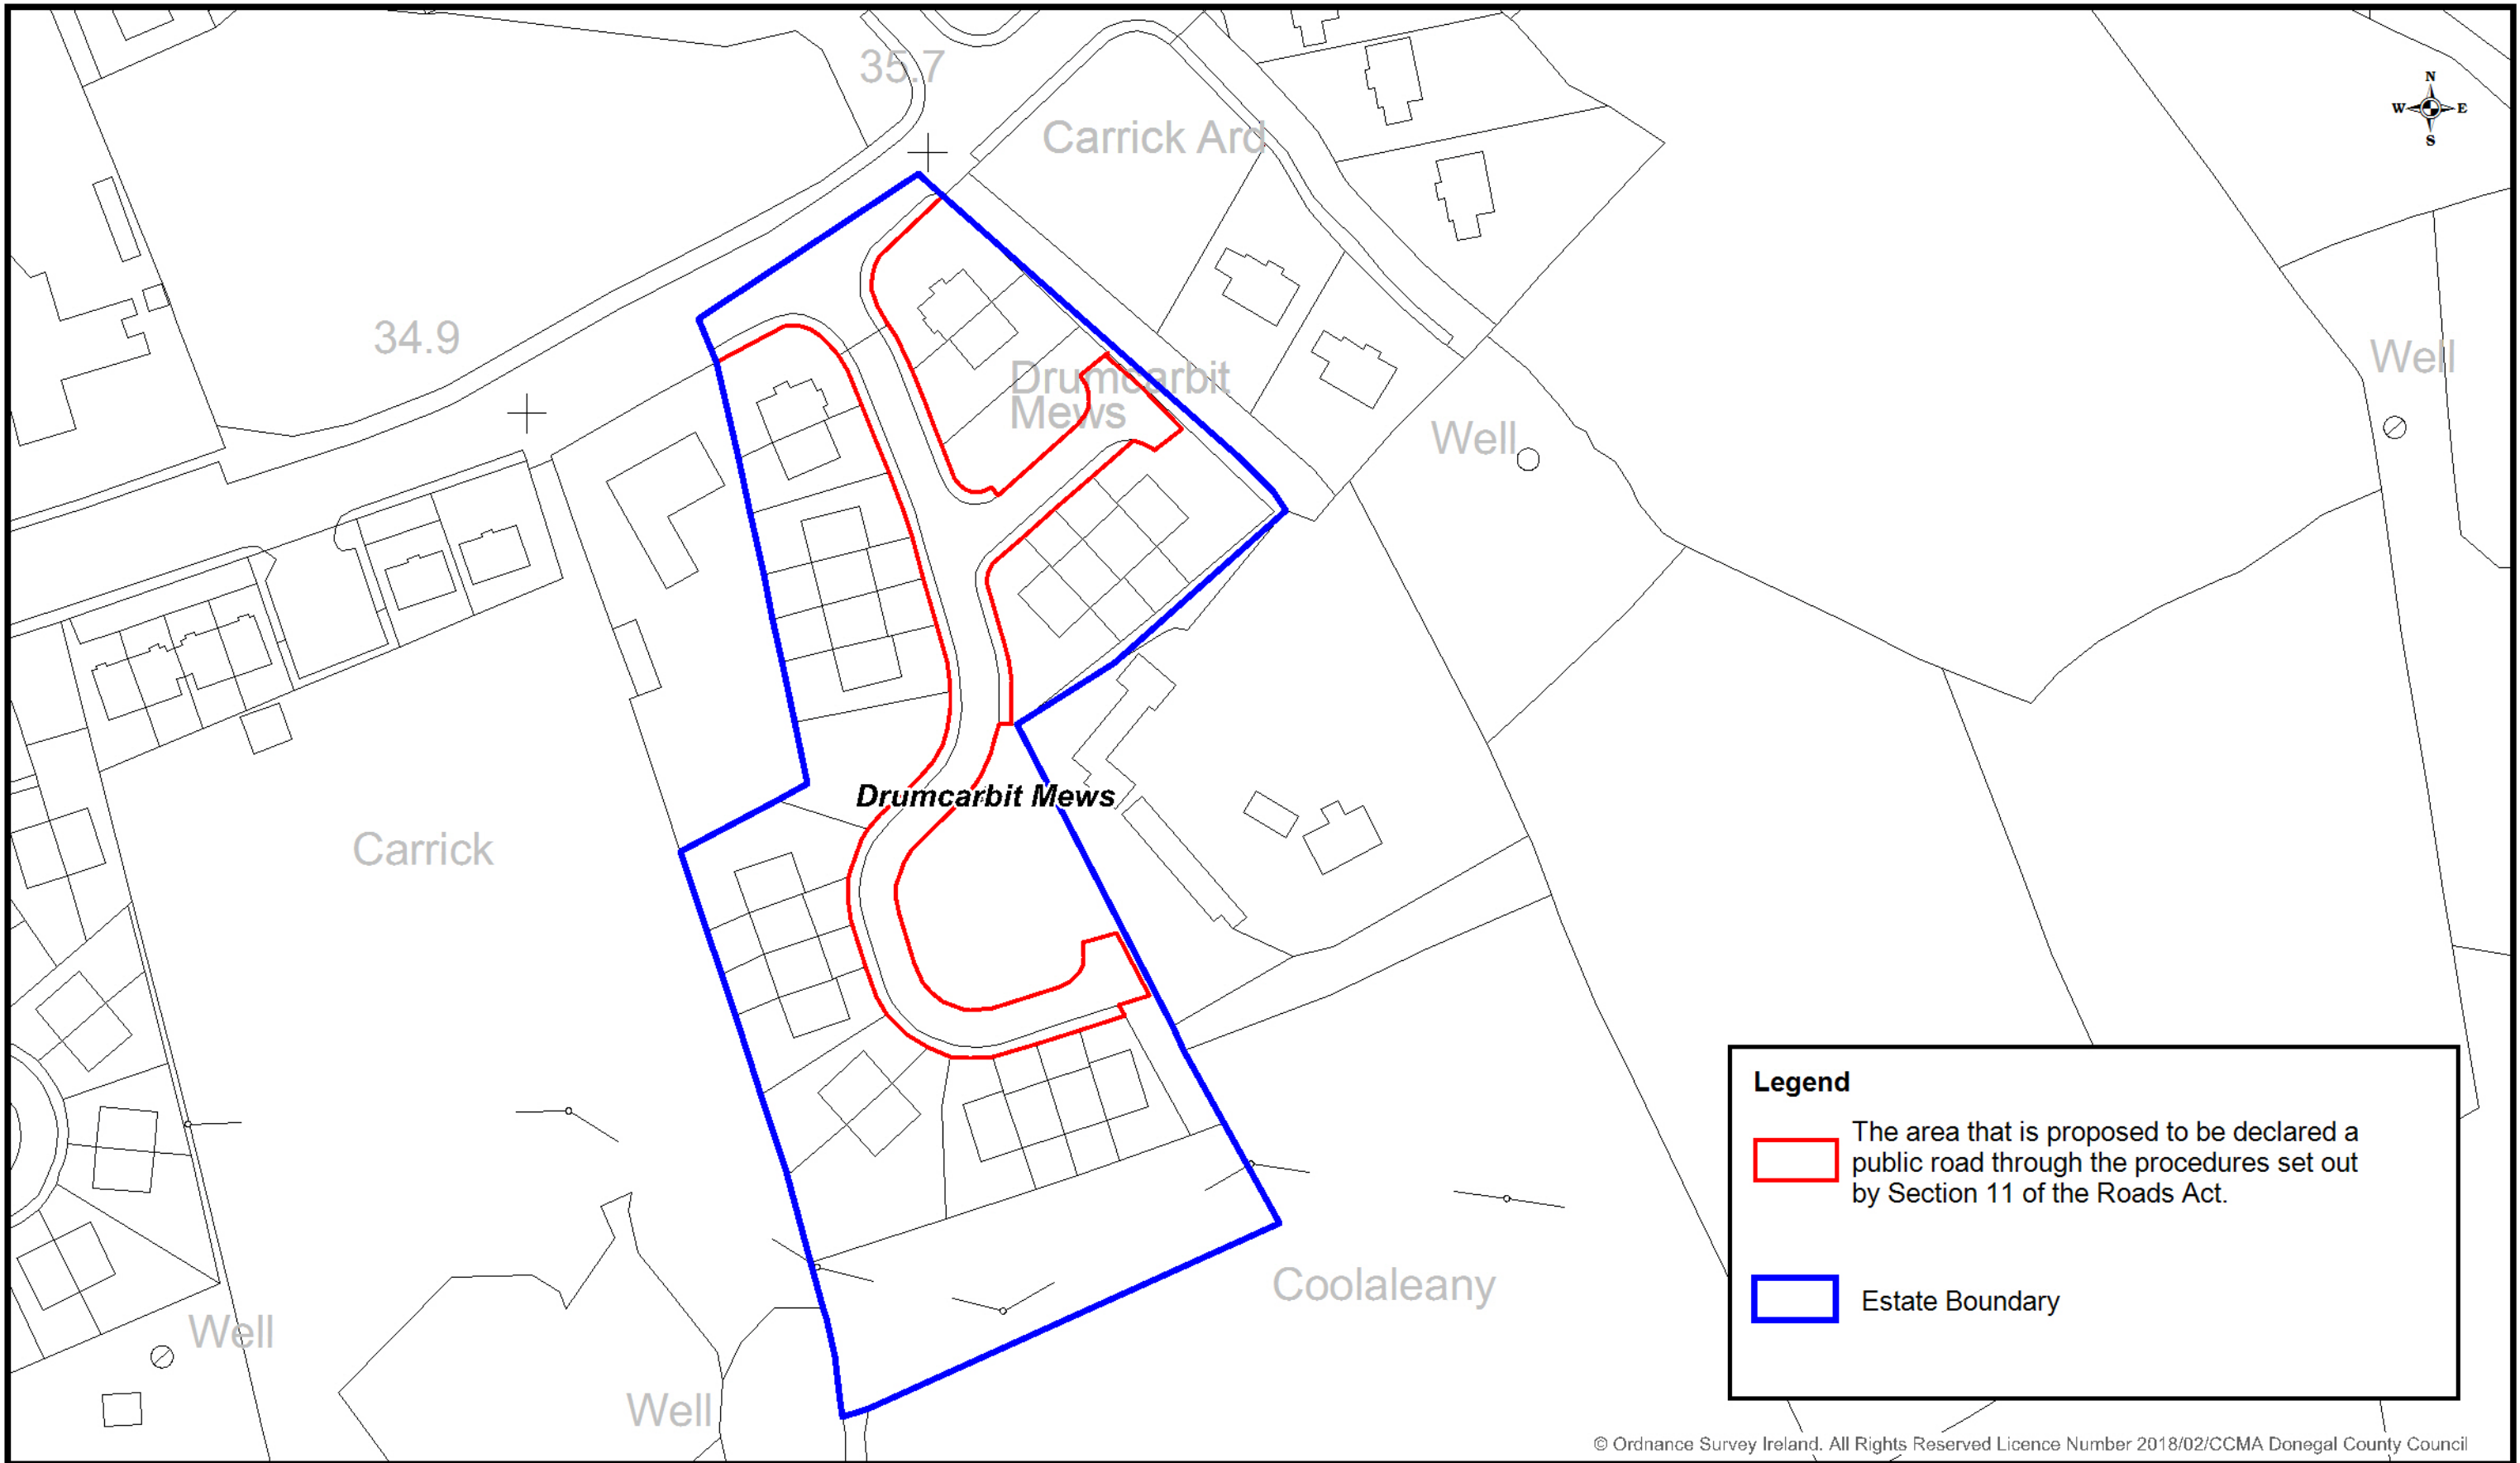 35.7
N
W E
S
Carrick Ard
34.9
Drumcarbit
Mews
Well
Well
Drumcarbit Mews
Carrick
Legend
The area that is proposed to be declared a
public road through the procedures set out
by Section 11 of the Roads Act.
Estate Boundary
Coolaleany
Well
Well
© Ordnance Survey Ireland. All Rights Reserved Licence Number 2018/02/CCMA Donegal County Council